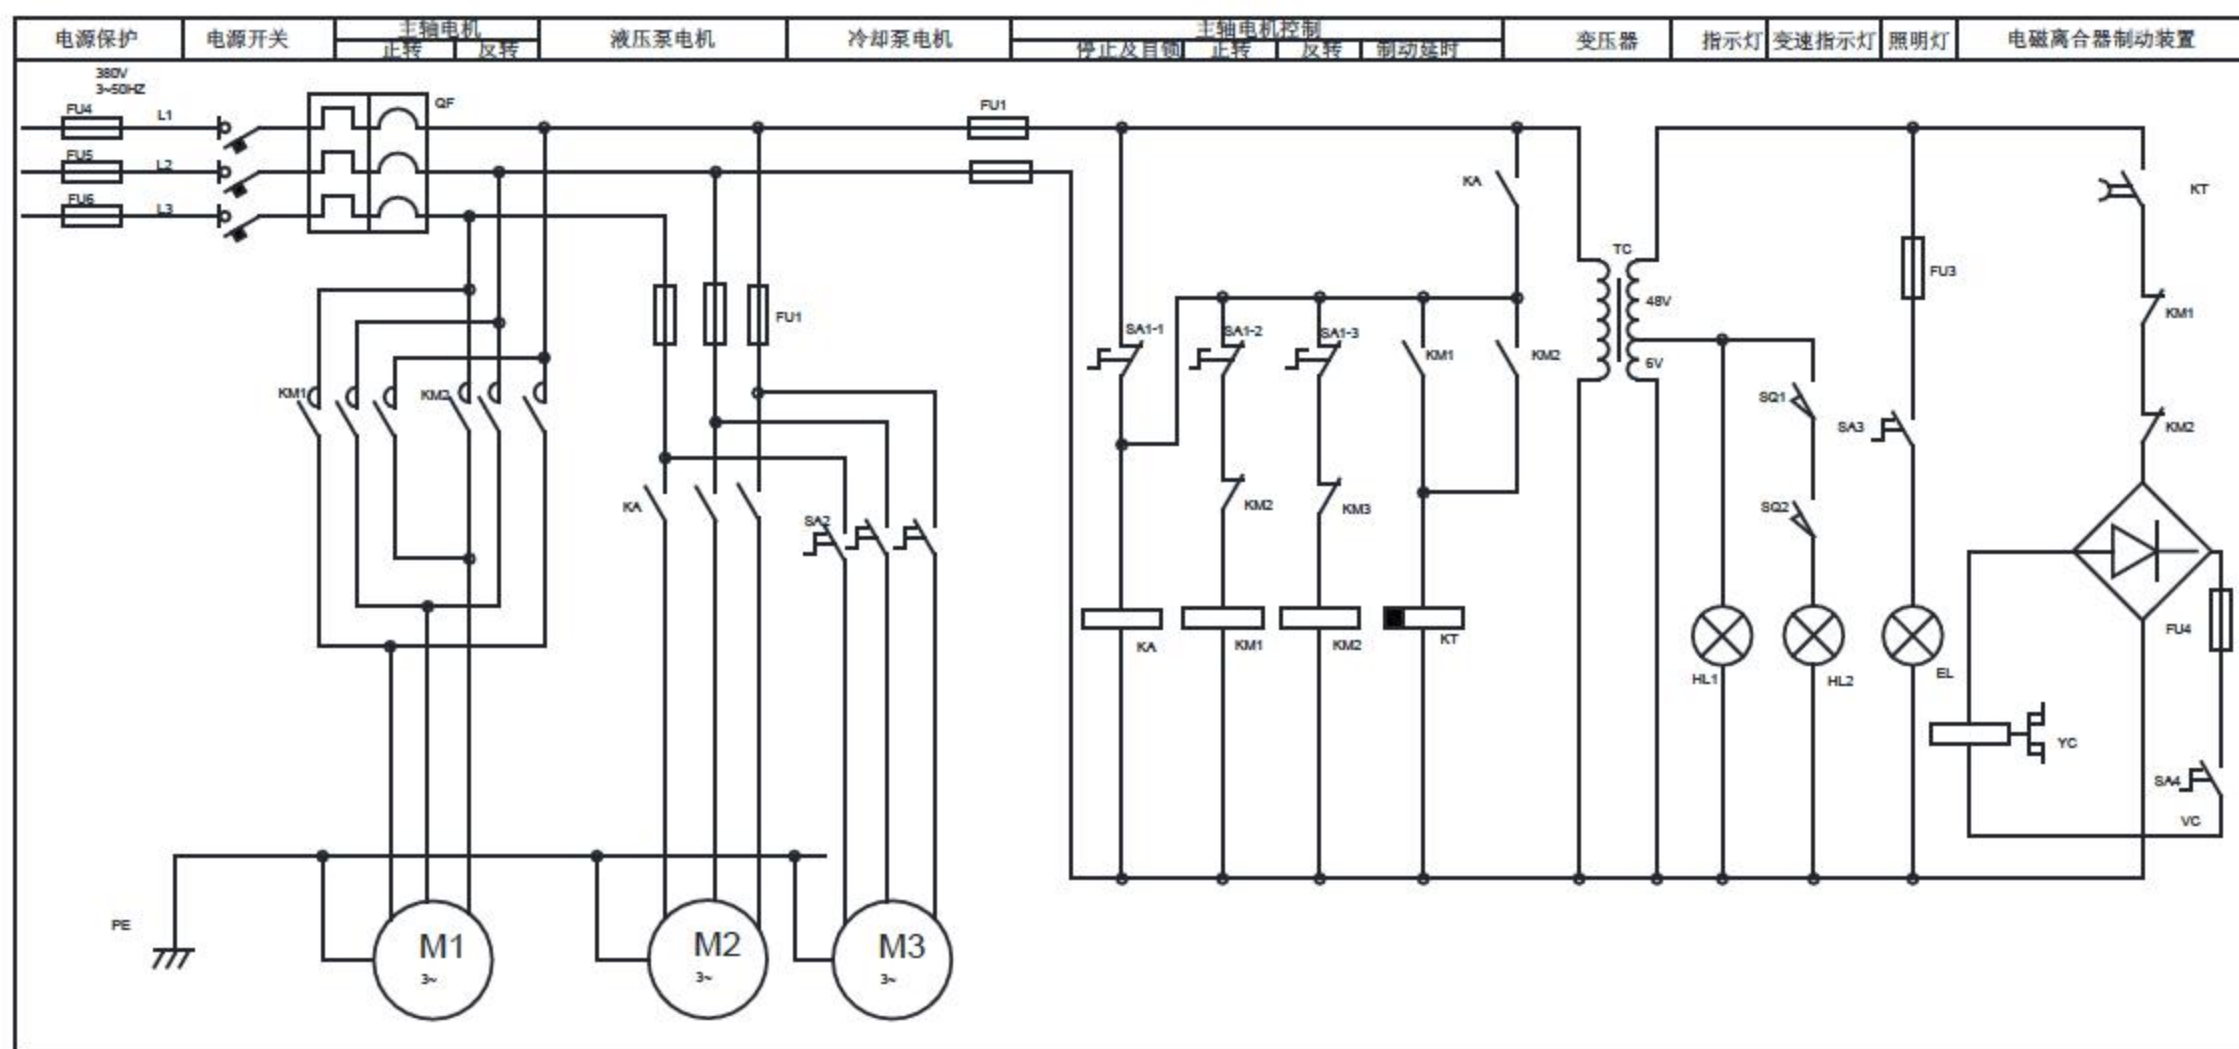 电源保护
电源开关
主轴电机
正转
反转
液压泵电机
冷却泵电机
主轴电机控制
停止及自锁
正转
反转
制动延时
变压器
指示灯
变速指示灯
照明灯
电磁离合器制动装置
380V
3~50HZ
FU4
L1
QF
FU1
FU5
L2
FU6
L3
KA
KT
TC
FU3
48V
KM1
FU1
SA1-1
SA1-2
SA1-3
KM1
KM2
6V
KM1
KM2
SQ1
SA3
KM2
KA
SA2
KM2
KM3
SQ2
KA
KM1
KM2
KT
FU4
HL1
HL2
EL
YC
SA4
VC
PE
M1
3~
M2
3~
M3
3~